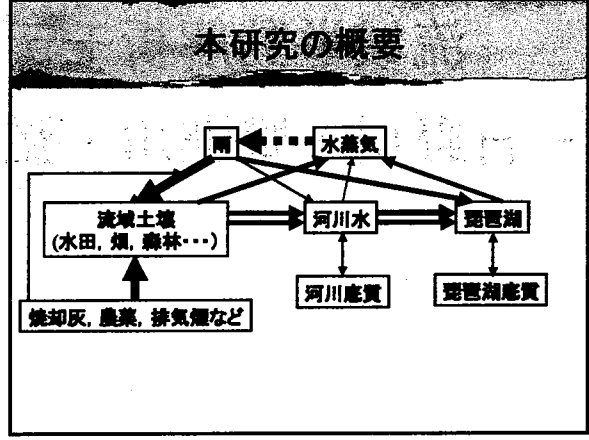 本研究の概要
雨
水蒸気
流域土壌
(水田, 畑, 森林･･･)
河川水
琵琶湖
河川底質
琵琶湖底質
焼却灰, 農薬, 排気煙など